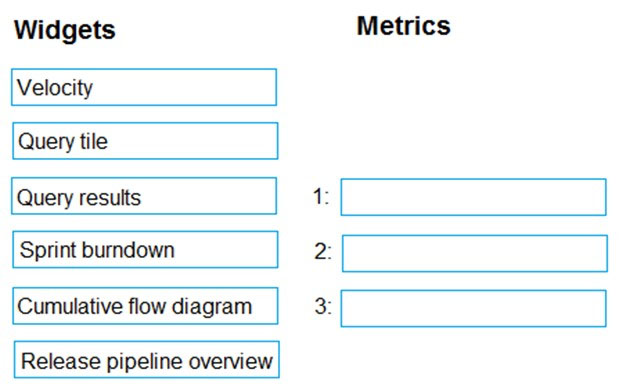 Widgets
Metrics
Velocity
Query tile
Query results
1:
Sprint burndown
2:
Cumulative flow diagram
3:
Release pipeline overview